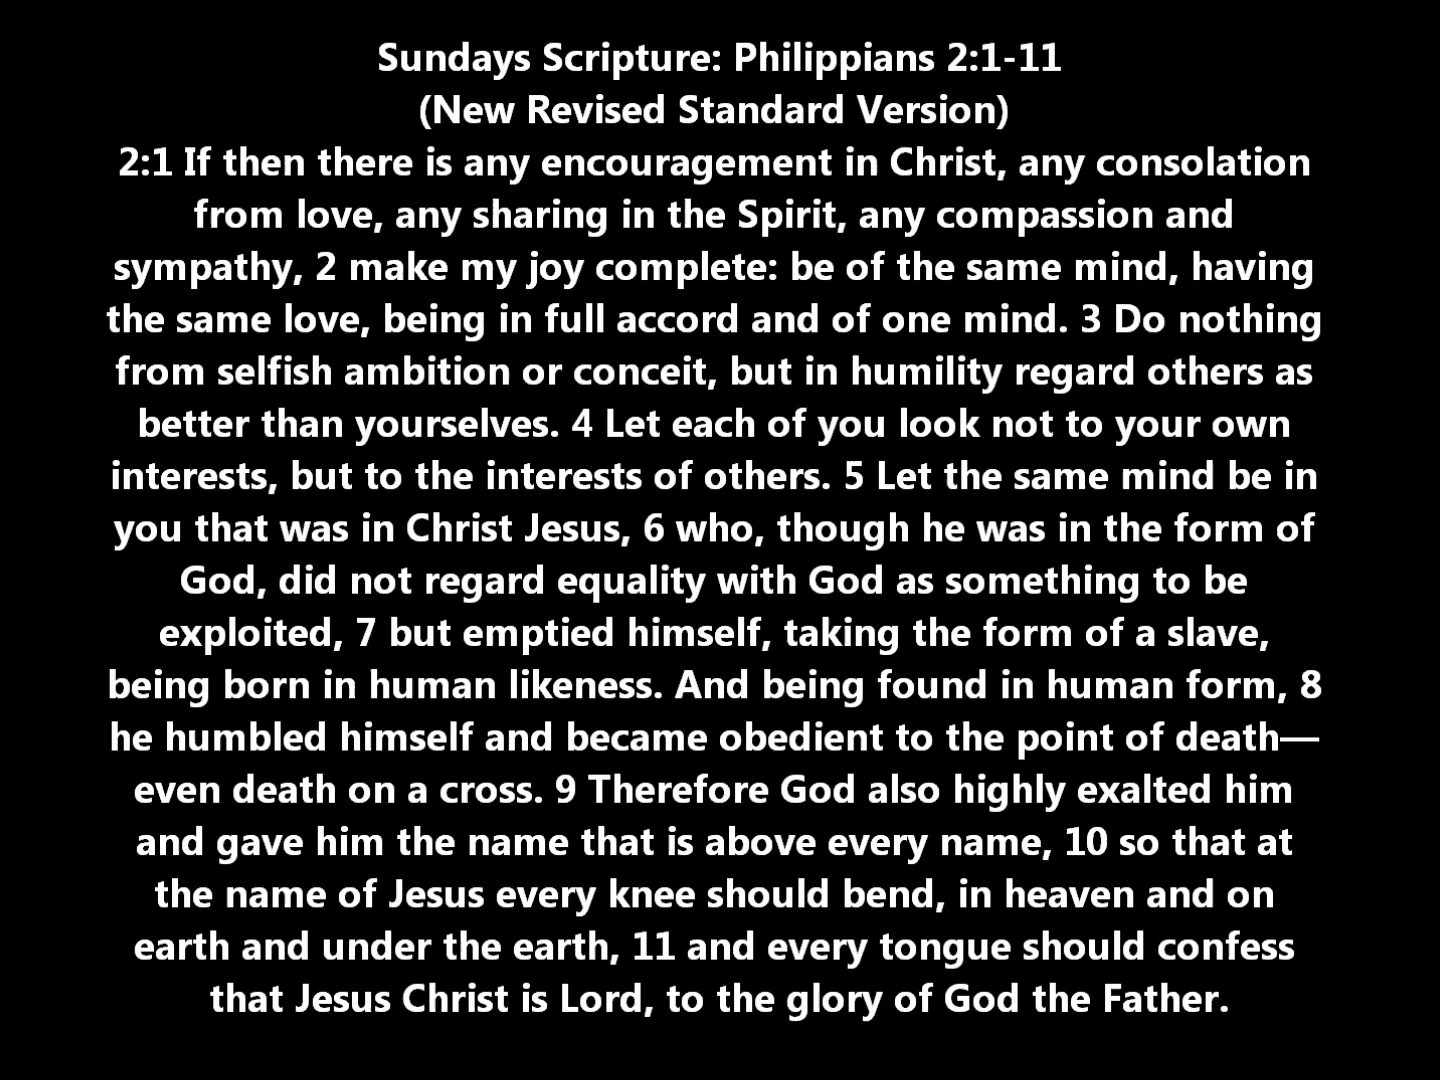 Sundays Scripture: Philippians 2:1-11
(New Revised Standard Version)
2:1 If then there is any encouragement in Christ, any consolation
from love, any sharing in the Spirit, any compassion and
sympathy, 2 make my joy complete: be of the same mind, having
the same love, being in full accord and of one mind. 3 Do nothing
from selfish ambition or conceit, but in humility regard others as
better than yourselves. 4 Let each of you look not to your own
interests, but to the interests of others. 5 Let the same mind be in
you that was in Christ Jesus, 6 who, though he was in the form of
God, did not regard equality with God as something to be
exploited, 7 but emptied himself, taking the form of a slave,
being born in human likeness. And being found in human form, 8
he humbled himself and became obedient to the point of death—
even death on a cross. 9 Therefore God also highly exalted him
and gave him the name that is above every name, 10 so that at
the name of Jesus every knee should bend, in heaven and on
earth and under the earth, 11 and every tongue should confess
that Jesus Christ is Lord, to the glory of God the Father.